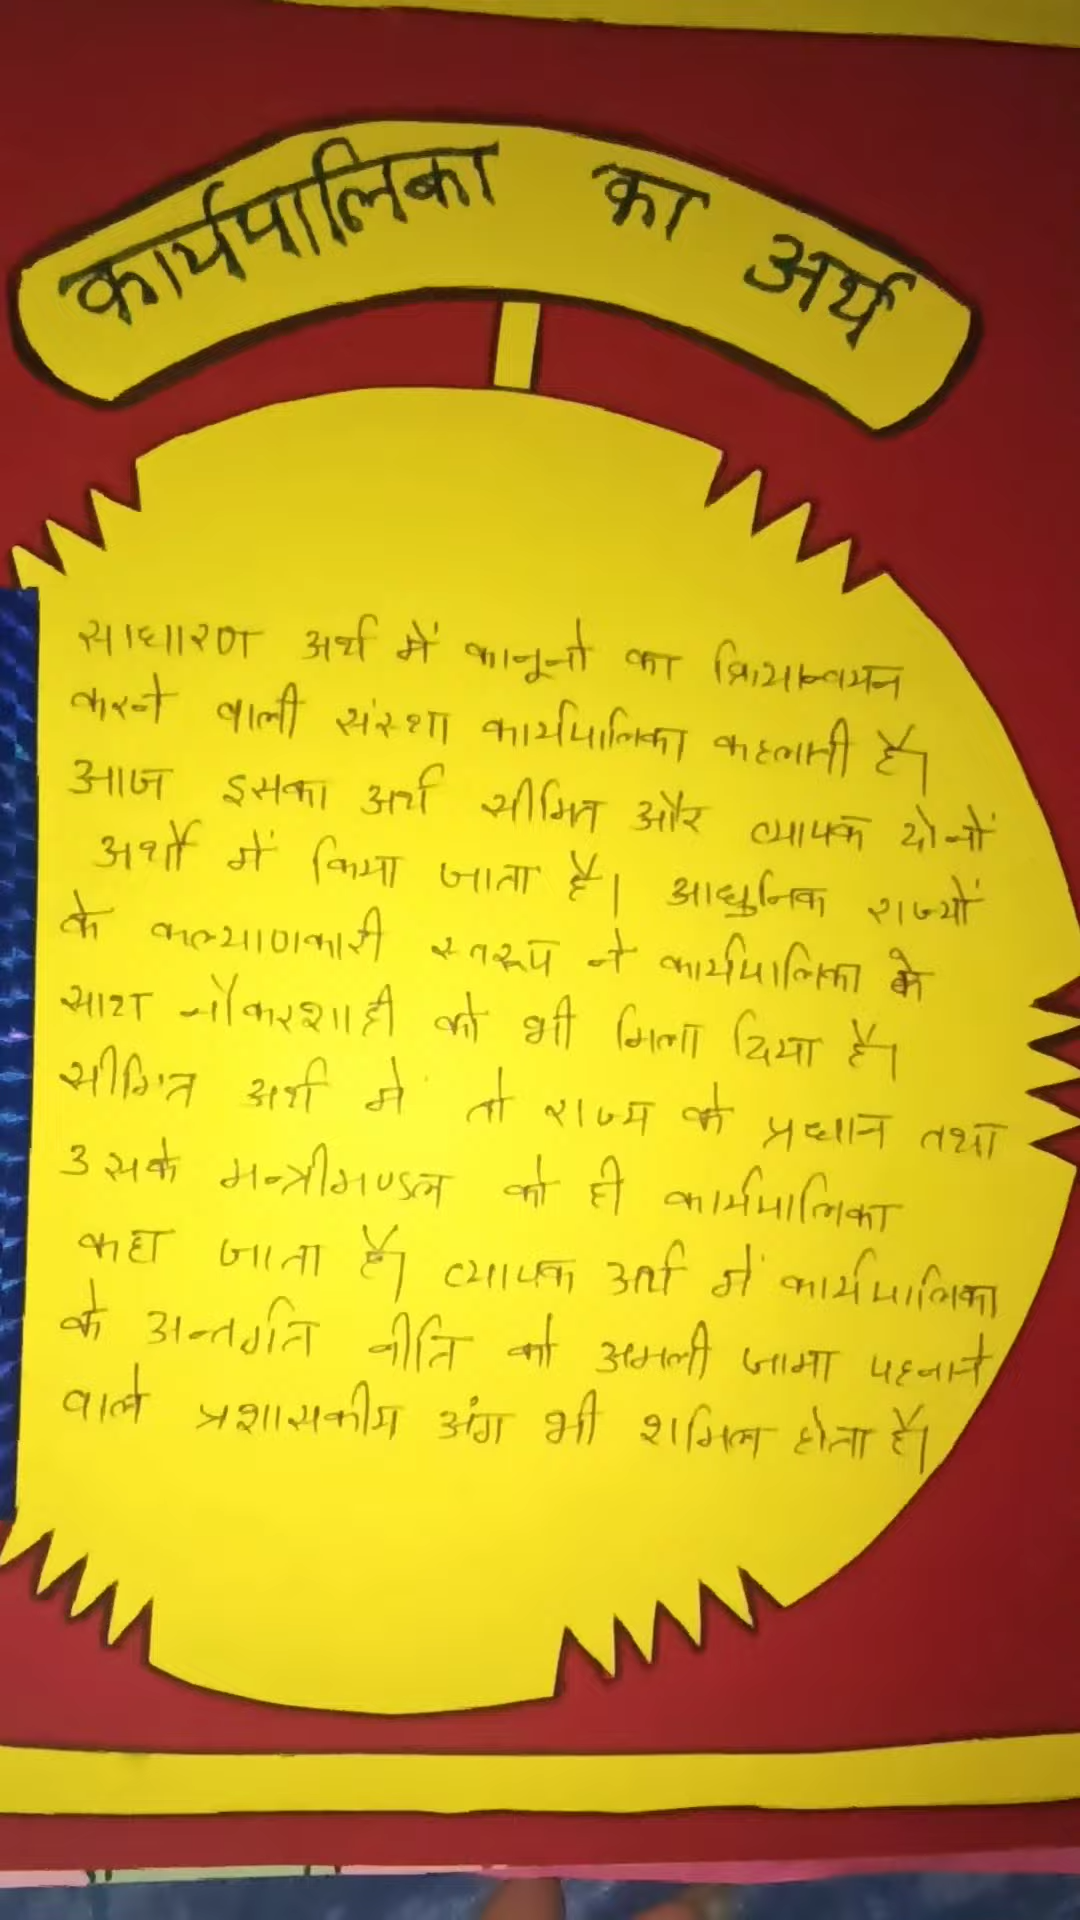 कार्यपालिका का अर्थ
साधारण अर्थ में कानूनो का क्रियान्वयन
करने वाली संस्था कार्यपालिका कहलाती है।
आज इसका अर्थ सीमित और व्यापक दोनों
अर्थों में किया जाता है। आधुनिक राज्यों
के कल्याणकारी स्वरूप ने कार्यपालिका के
साथ नौकरशाही को भी मिला दिया है।
सीमित अर्थ में तो राज्य के प्रधान तथा
उसके मन्त्रीमण्डल को ही कार्यपालिका
कहा जाता है। व्यापक अर्थ में कार्यपालिका
के अन्तर्गत नीति को अमली जामा पहनाने
वाले प्रशासकीय अंग भी शामिल होता है।